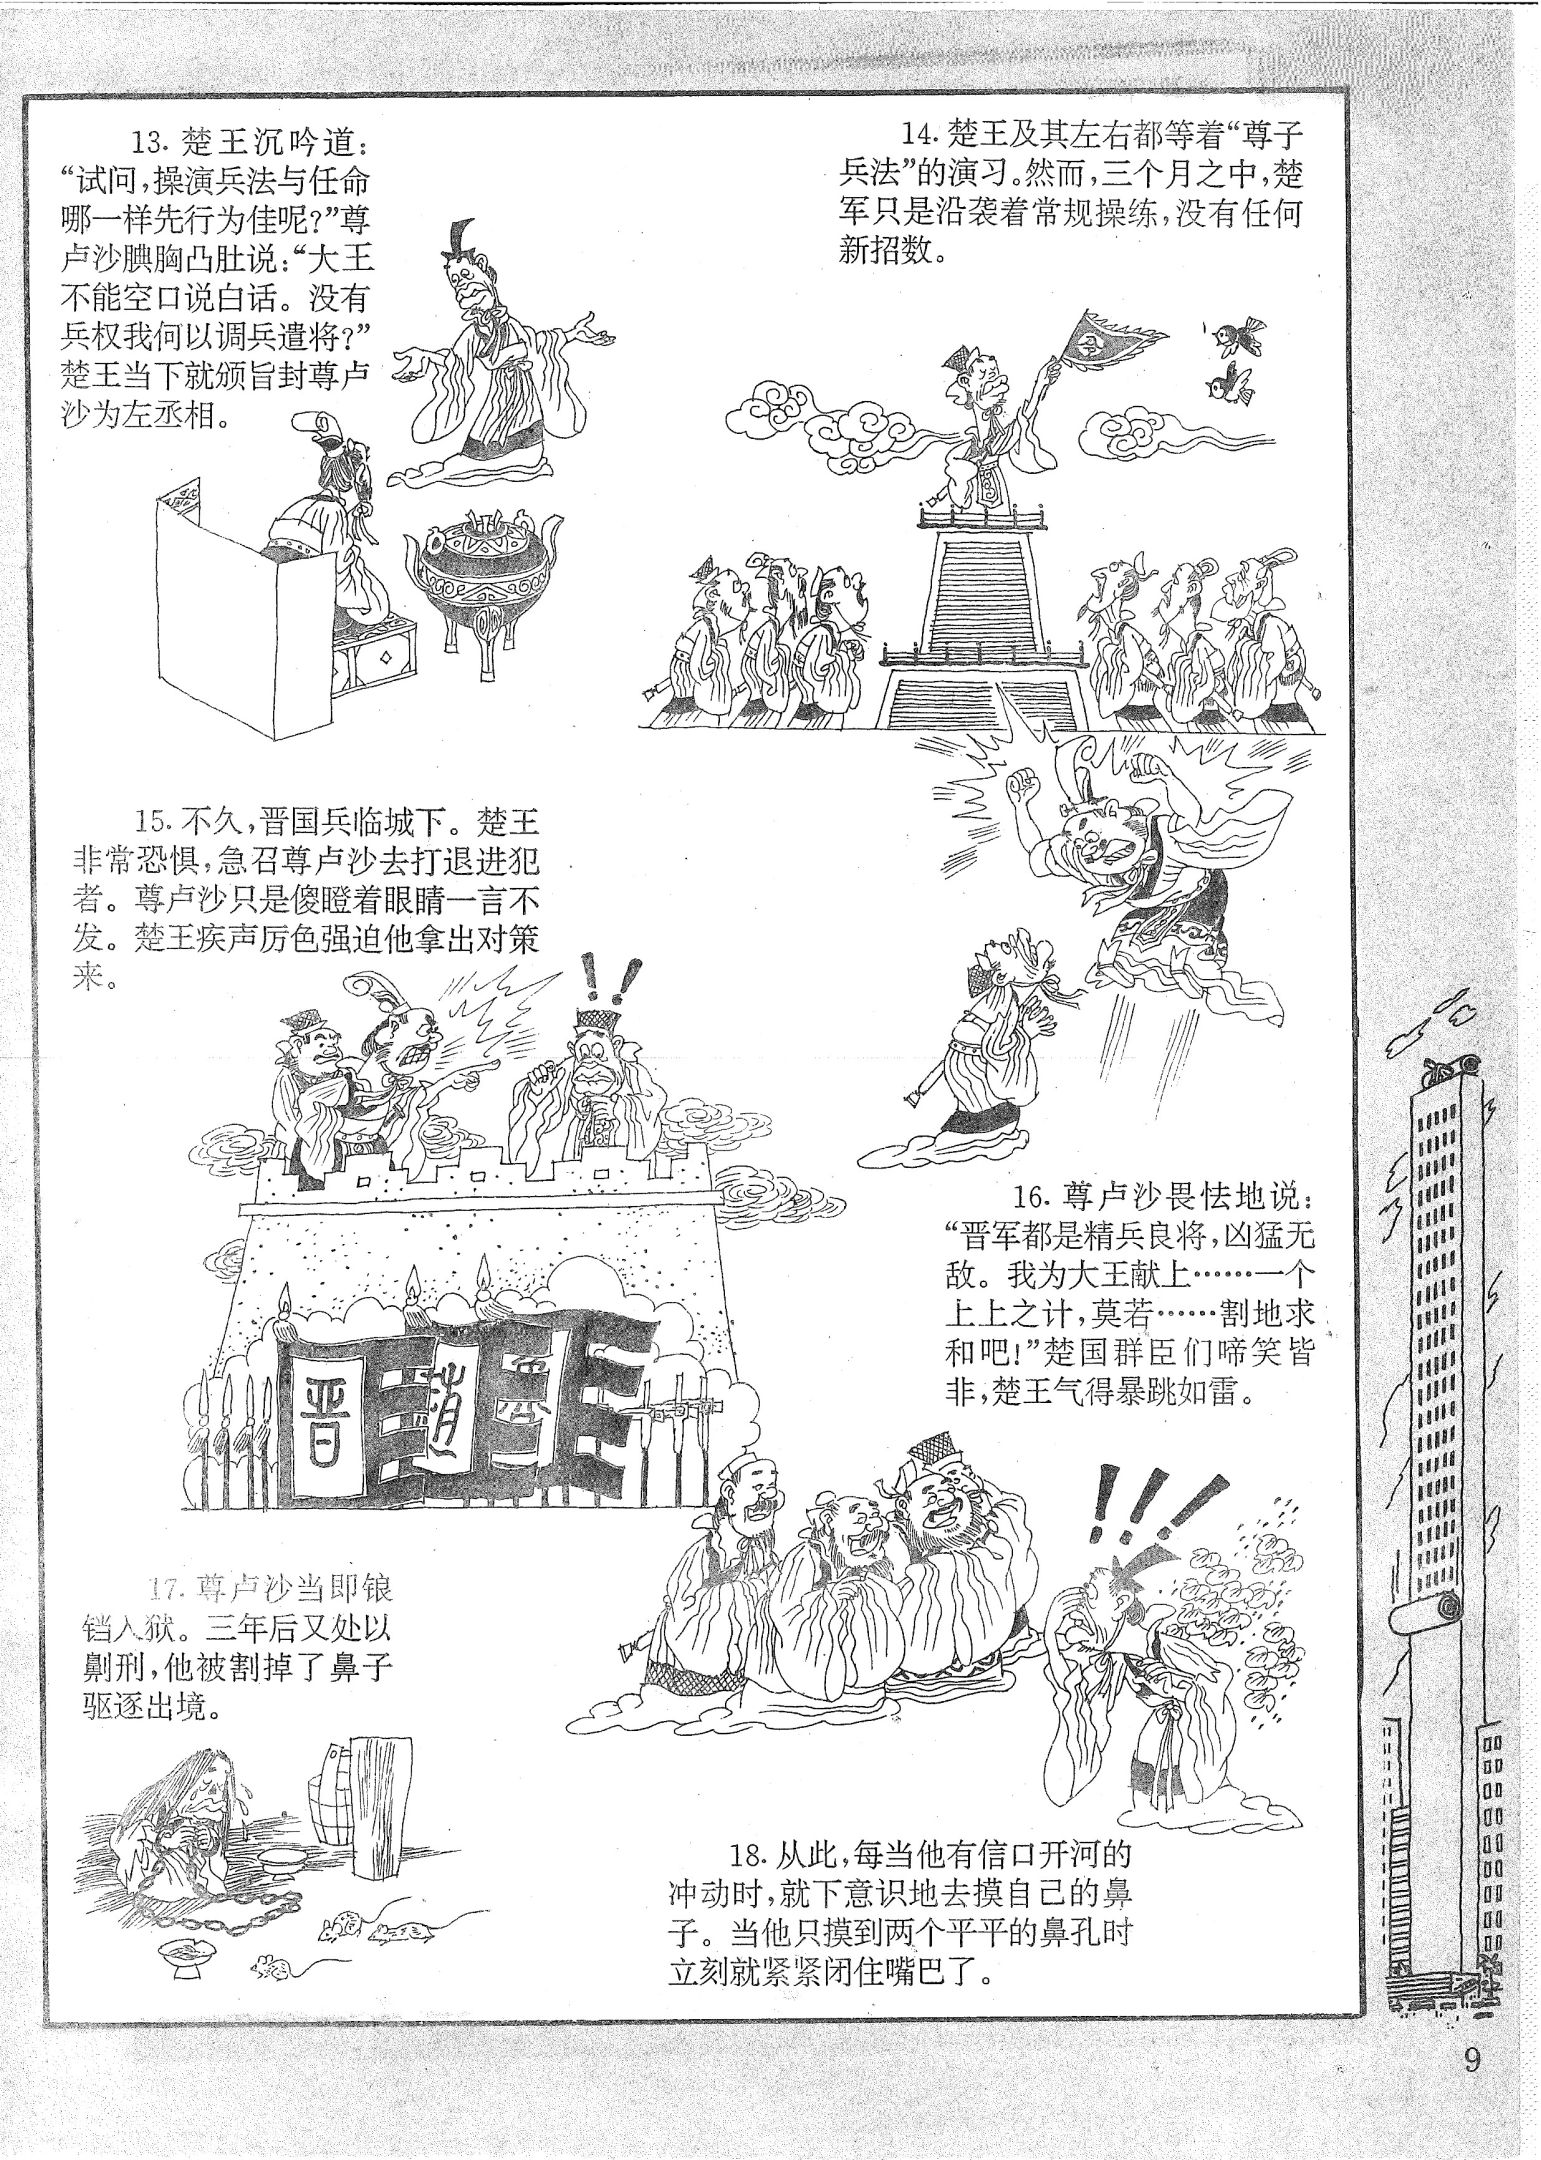 13. 楚王沉吟道：
“试问，操演兵法与任命
哪一样先行为佳呢？”尊
卢沙腆胸凸肚说：“大王
不能空口说白话。没有
兵权我何以调兵遣将？”
楚王当下就颁旨封尊卢
沙为左丞相。
14. 楚王及其左右都等着“尊子
兵法”的演习。然而，三个月之中，楚
军只是沿袭着常规操练，没有任何
新招数。
令
15. 不久，晋国兵临城下。楚王
非常恐惧，急召尊卢沙去打退进犯
者。尊卢沙只是傻瞪着眼睛一言不
发。楚王疾声厉色强迫他拿出对策
来。
！！
晋
趙
16. 尊卢沙畏怯地说：
“晋军都是精兵良将，凶猛无
敌。我为大王献上……一个
上上之计，莫若……割地求
和吧！”楚国群臣们啼笑皆
非，楚王气得暴跳如雷。
！！！
17. 尊卢沙当即锒
铛入狱。三年后又处以
劓刑，他被割掉了鼻子
驱逐出境。
18. 从此，每当他有信口开河的
冲动时，就下意识地去摸自己的鼻
子。当他只摸到两个平平的鼻孔时
立刻就紧紧闭住嘴巴了。
9